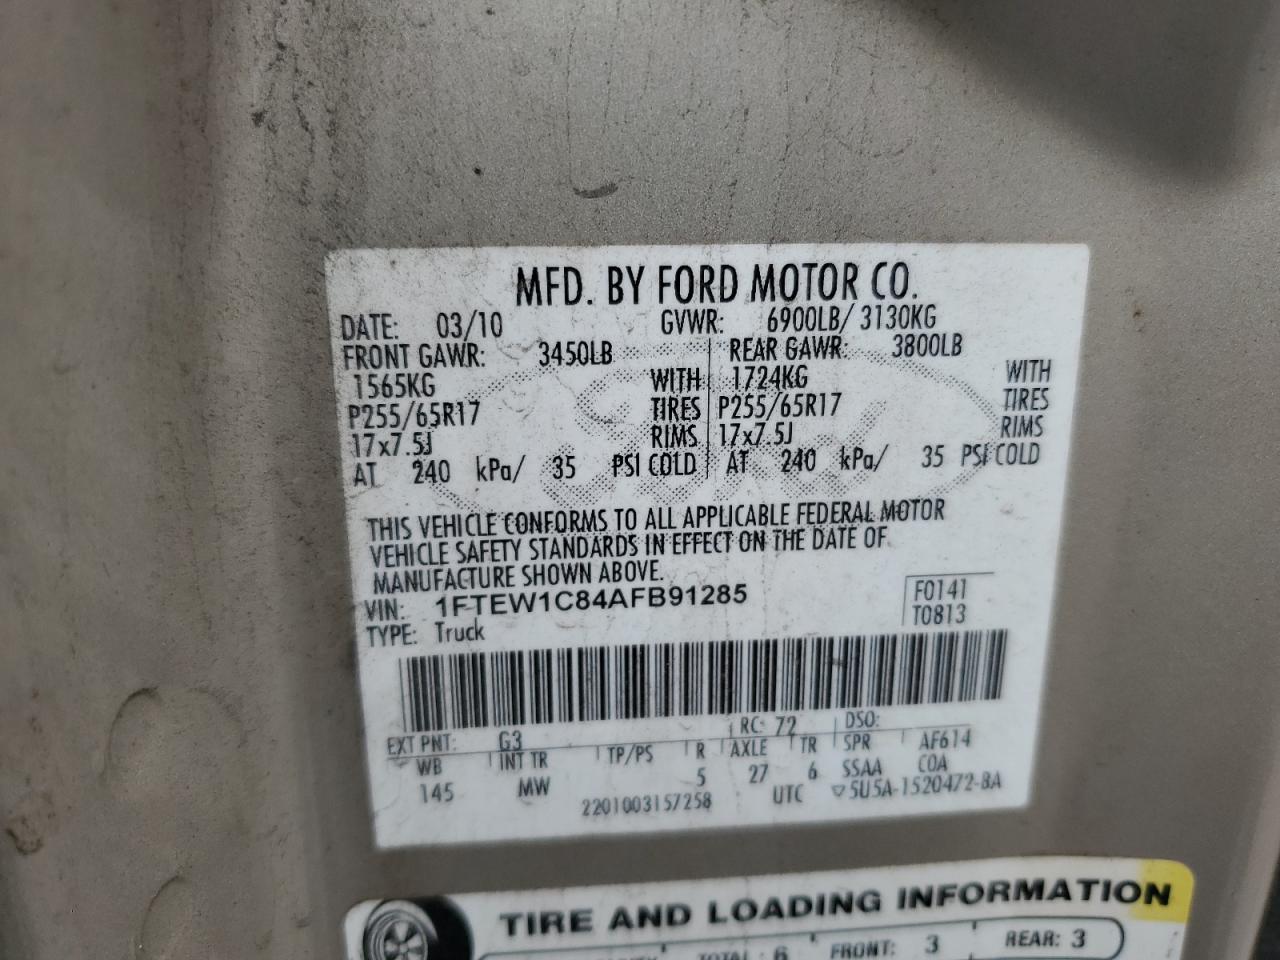 MFD. BY FORD MOTOR CO.
DATE: 03/10 GVWR: 6900LB/ 3130KG
FRONT GAWR: 3450LB REAR GAWR: 3800LB
1565KG WITH 1724KG WITH
P255/65R17 TIRES P255/65R17 TIRES
17x7.5J RIMS 17x7.5J RIMS
AT 240 kPa/ 35 PSI COLD AT 240 kPa/ 35 PSI COLD
THIS VEHICLE CONFORMS TO ALL APPLICABLE FEDERAL MOTOR
VEHICLE SAFETY STANDARDS IN EFFECT ON THE DATE OF
MANUFACTURE SHOWN ABOVE.
VIN: 1FTEW1C84AFB91285 F0141
TYPE: Truck T0813
EXT PNT: G3 RC: 72 DSO:
WB INT TR TP/PS R AXLE TR SPR AF614
145 MW 5 27 6 SSAA COA
2201003157258 UTC ▽5U5A-1520472-BA
TIRE AND LOADING INFORMATION
TOTAL: 6 FRONT: 3 REAR: 3